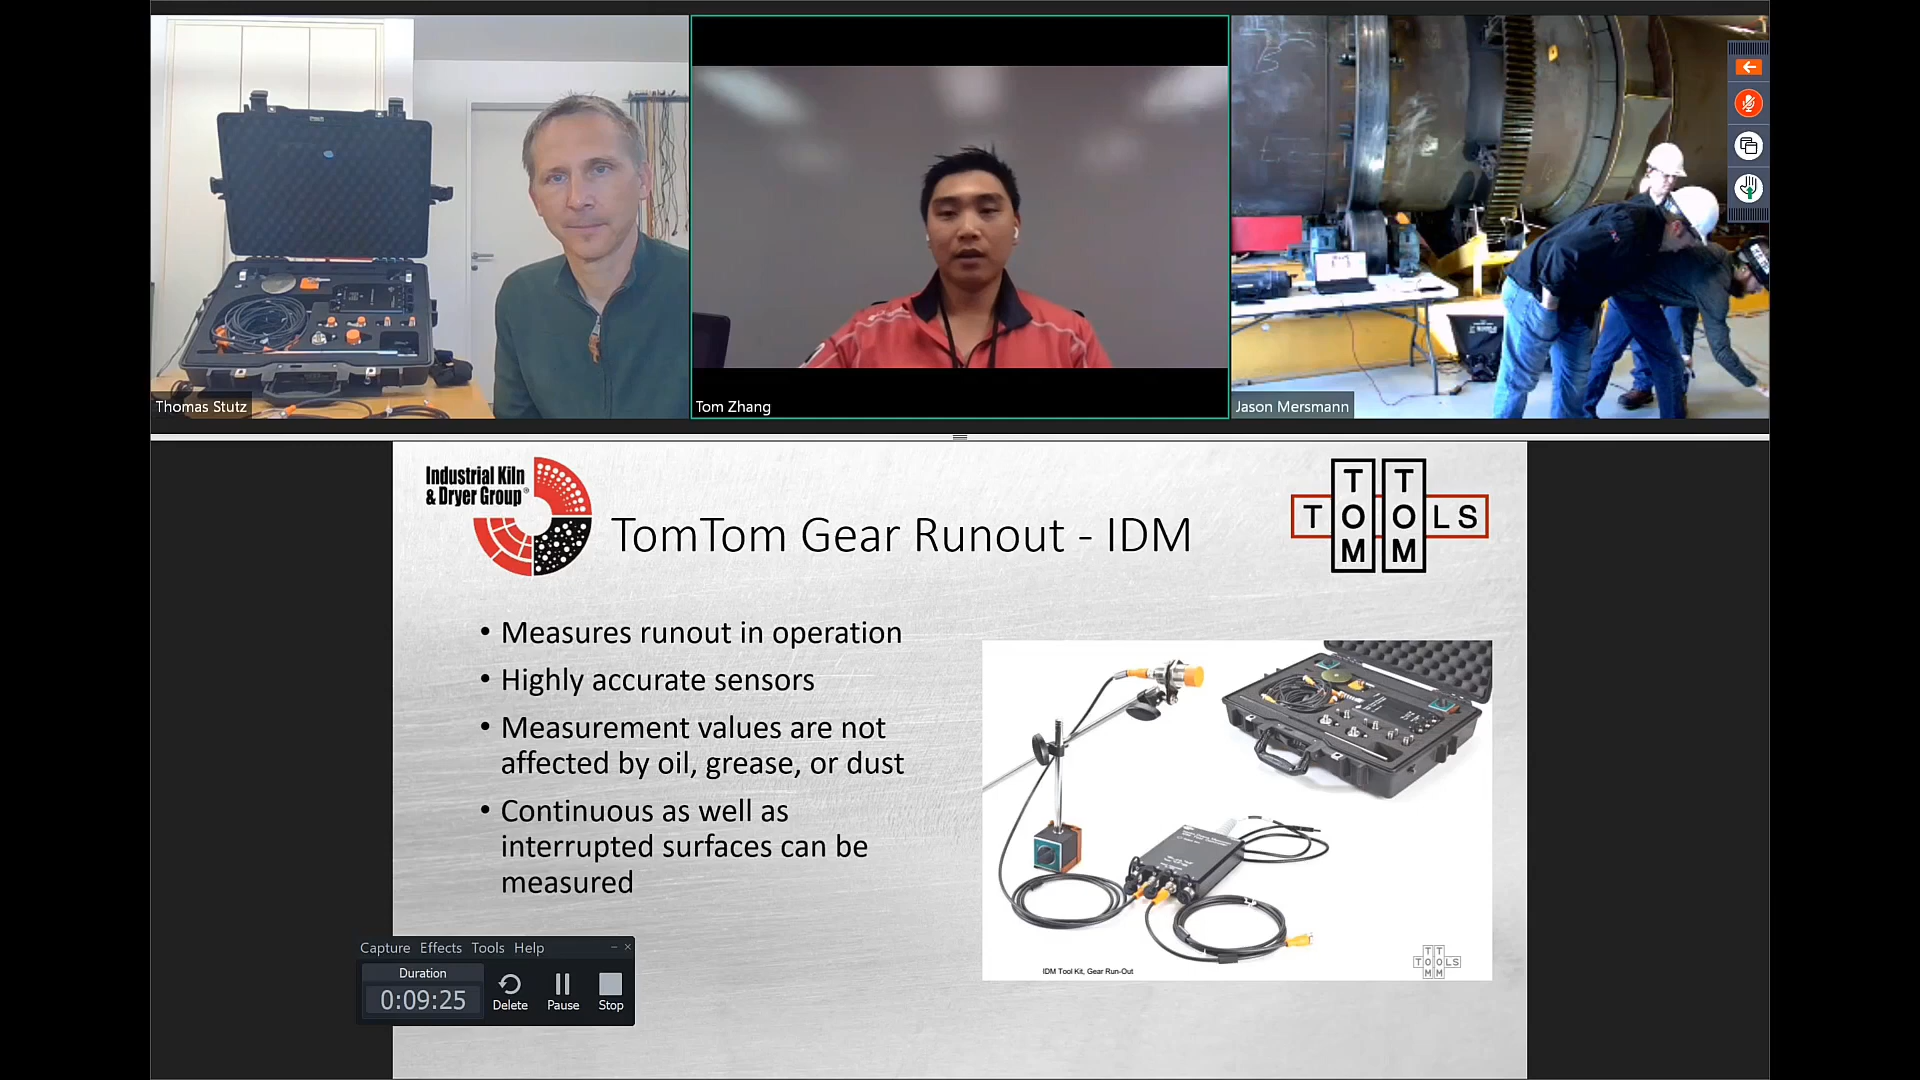 Thomas Stutz
Tom Zhang
Jason Mersmann
Industrial Kiln
& Dryer Group®
TomTom Gear Runout - IDM
TOM
TOM
TOOLS
• Measures runout in operation
• Highly accurate sensors
• Measurement values are not
affected by oil, grease, or dust
• Continuous as well as
interrupted surfaces can be
measured
IDM Tool Kit, Gear Run-Out
TOM
TOM
TOOLS
Capture Effects Tools Help
Duration
0:09:25
Delete
Pause
Stop